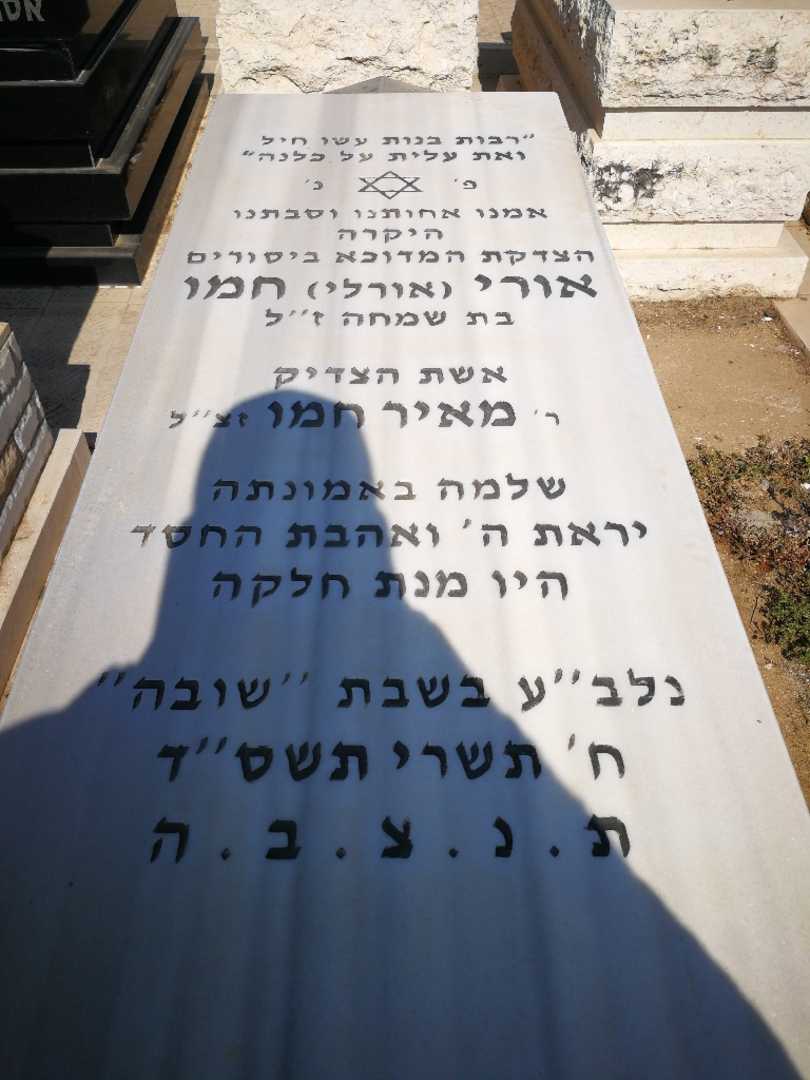 "רבות בנות עשו חיל
ואת עלית על כלנה"
פ' נ'
אמנו אחותנו וסבתנו
היקרה
הצדקת המדוכא ביסורים
אורי (אורלי) חמו
בת שמחה ז"ל
אשת הצדיק
ר' מאיר חמו זצ"ל
שלמה באמונתה
יראת ה' ואהבת החסד
היו מנת חלקה
נלב"ע בשבת "שובה"
ח' תשרי תשס"ד
ת . נ . צ . ב . ה